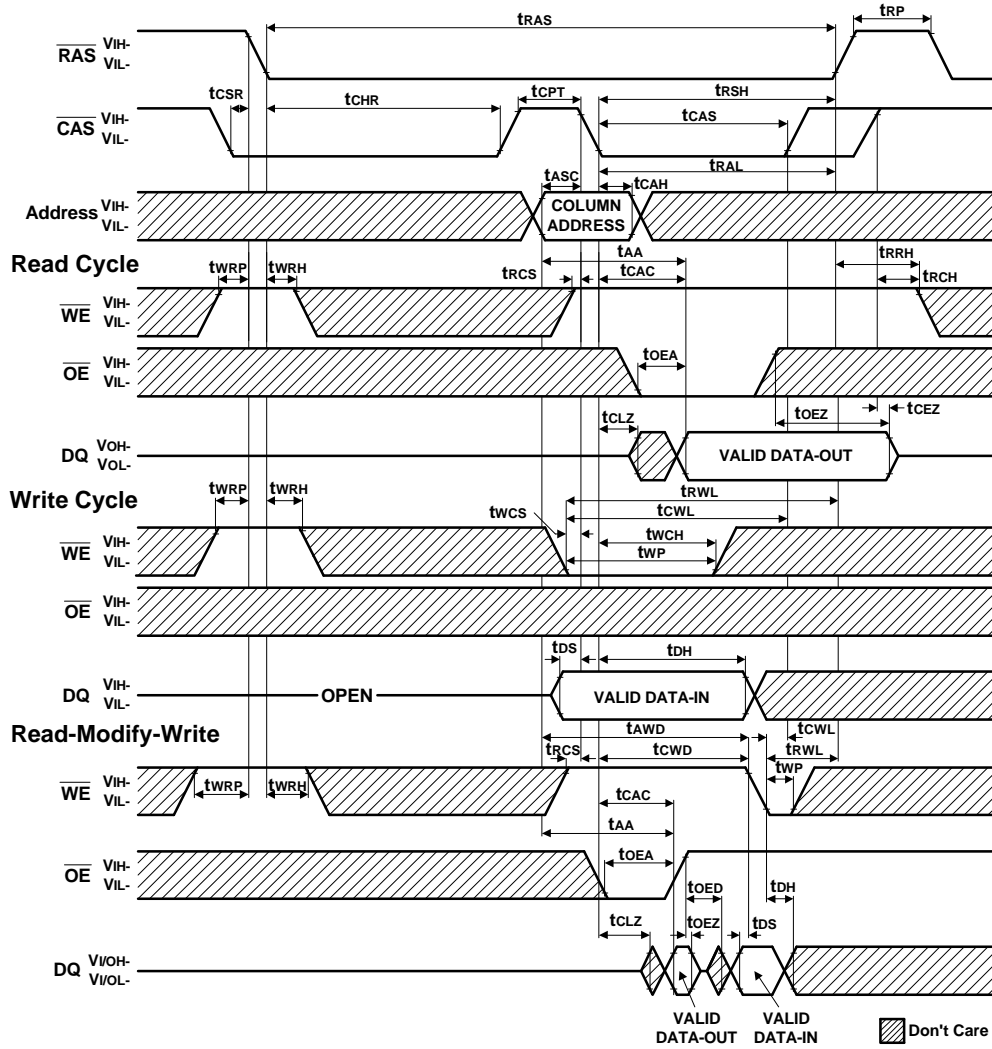 tRAS
tRP
RAS VIH-
VIL-
tCSR
tCHR
tCPT
tRSH
CAS VIH-
VIL-
tCAS
tRAL
tASC
tCAH
Address VIH-
VIL-
COLUMN
ADDRESS
Read Cycle
tAA
tRRH
tWRP
tWRH
tRCS
tCAC
tRCH
WE VIH-
VIL-
OE VIH-
VIL-
tOEA
tCEZ
tOEZ
tCLZ
DQ VOH-
VOL-
VALID DATA-OUT
Write Cycle
tWRP
tWRH
tRWL
tWCS
tCWL
tWCH
tWP
WE VIH-
VIL-
OE VIH-
VIL-
tDS
tDH
DQ VIH-
VIL-
OPEN
VALID DATA-IN
Read-Modify-Write
tAWD
tCWL
tRCS
tCWD
tRWL
WE VIH-
VIL-
tWRP
tWRH
tWP
tCAC
tAA
OE VIH-
VIL-
tOEA
tOED
tDH
tCLZ
tOEZ
tDS
DQ VI/OH-
VI/OL-
VALID
DATA-OUT
VALID
DATA-IN
Don't Care